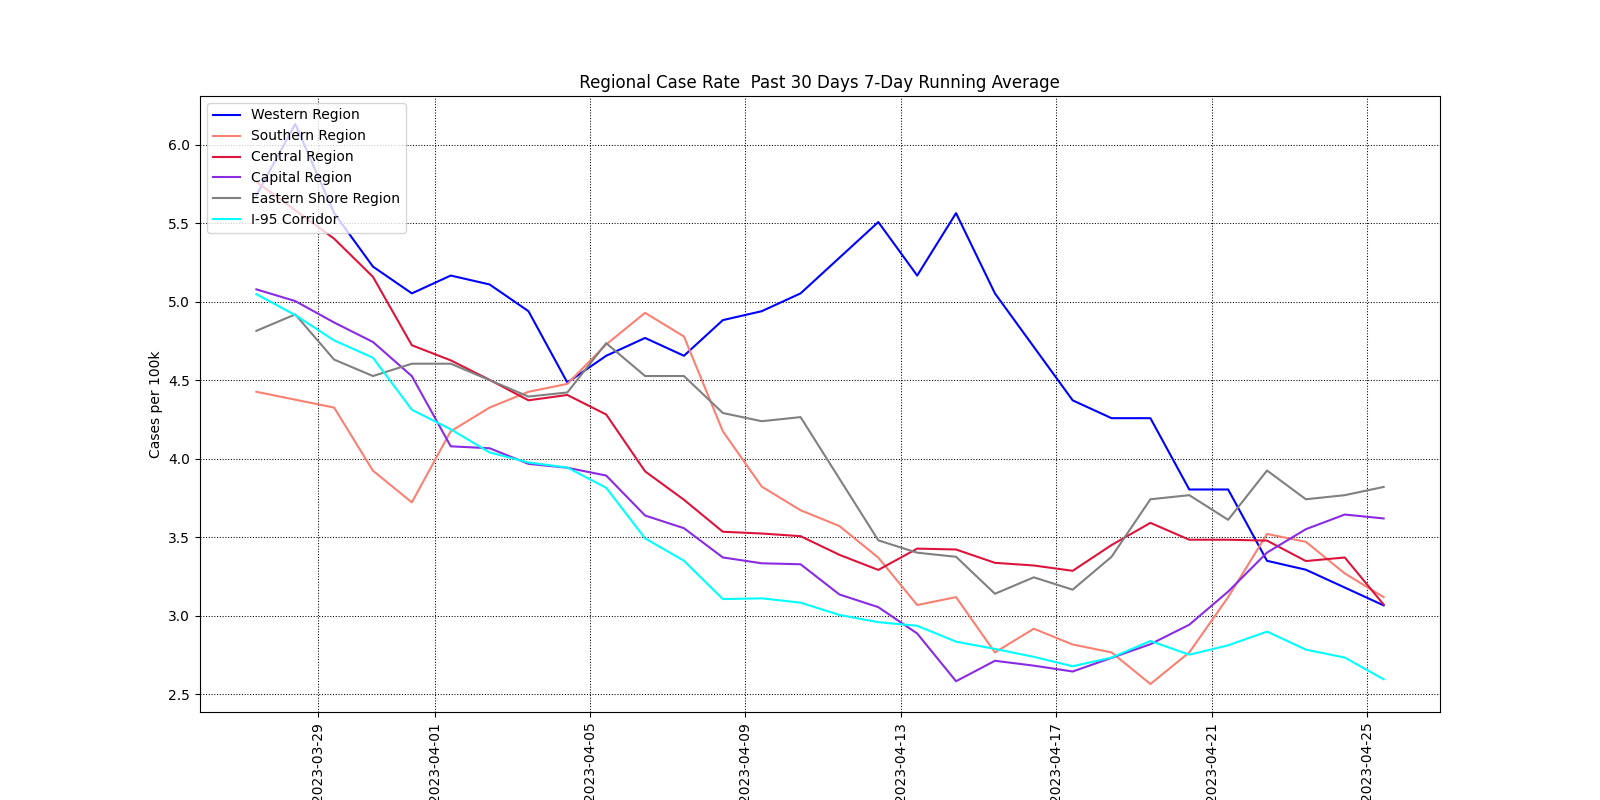 Regional Case Rate  Past 30 Days 7-Day Running Average
Western Region
Southern Region
Central Region
Capital Region
Eastern Shore Region
I-95 Corridor
Cases per 100k
6.0
5.5
5.0
4.5
4.0
3.5
3.0
2.5
2023-03-29
2023-04-01
2023-04-05
2023-04-09
2023-04-13
2023-04-17
2023-04-21
2023-04-25